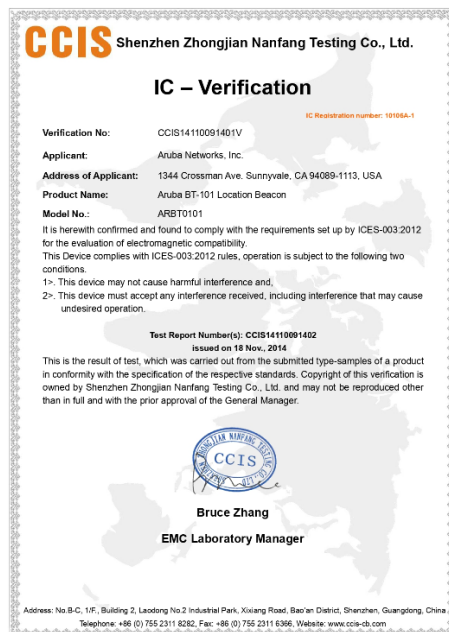 CCIS Shenzhen Zhongjian Nanfang Testing Co., Ltd.
IC – Verification
IC Registration number: 10106A-1
Verification No: CCIS14110091401V
Applicant: Aruba Networks, Inc.
Address of Applicant: 1344 Crossman Ave. Sunnyvale, CA 94089-1113, USA
Product Name: Aruba BT-101 Location Beacon
Model No.: ARBT0101
It is herewith confirmed and found to comply with the requirements set up by ICES-003:2012
for the evaluation of electromagnetic compatibility.
This Device complies with ICES-003:2012 rules, operation is subject to the following two
conditions.
1>. This device may not cause harmful interference and,
2>. This device must accept any interference received, including interference that may cause
undesired operation.
Test Report Number(s): CCIS14110091402
issued on 18 Nov., 2014
This is the result of test, which was carried out from the submitted type-samples of a product
in conformity with the specification of the respective standards. Copyright of this verification is
owned by Shenzhen Zhongjian Nanfang Testing Co., Ltd. and may not be reproduced other
than in full and with the prior approval of the General Manager.
CCIS
Bruce Zhang
EMC Laboratory Manager
Address: No.B-C, 1/F., Building 2, Laodong No.2 Industrial Park, Xixiang Road, Bao'an District, Shenzhen, Guangdong, China
Telephone: +86 (0) 755 2311 8282, Fax: +86 (0) 755 2311 6366, Website: www.ccis-cb.com